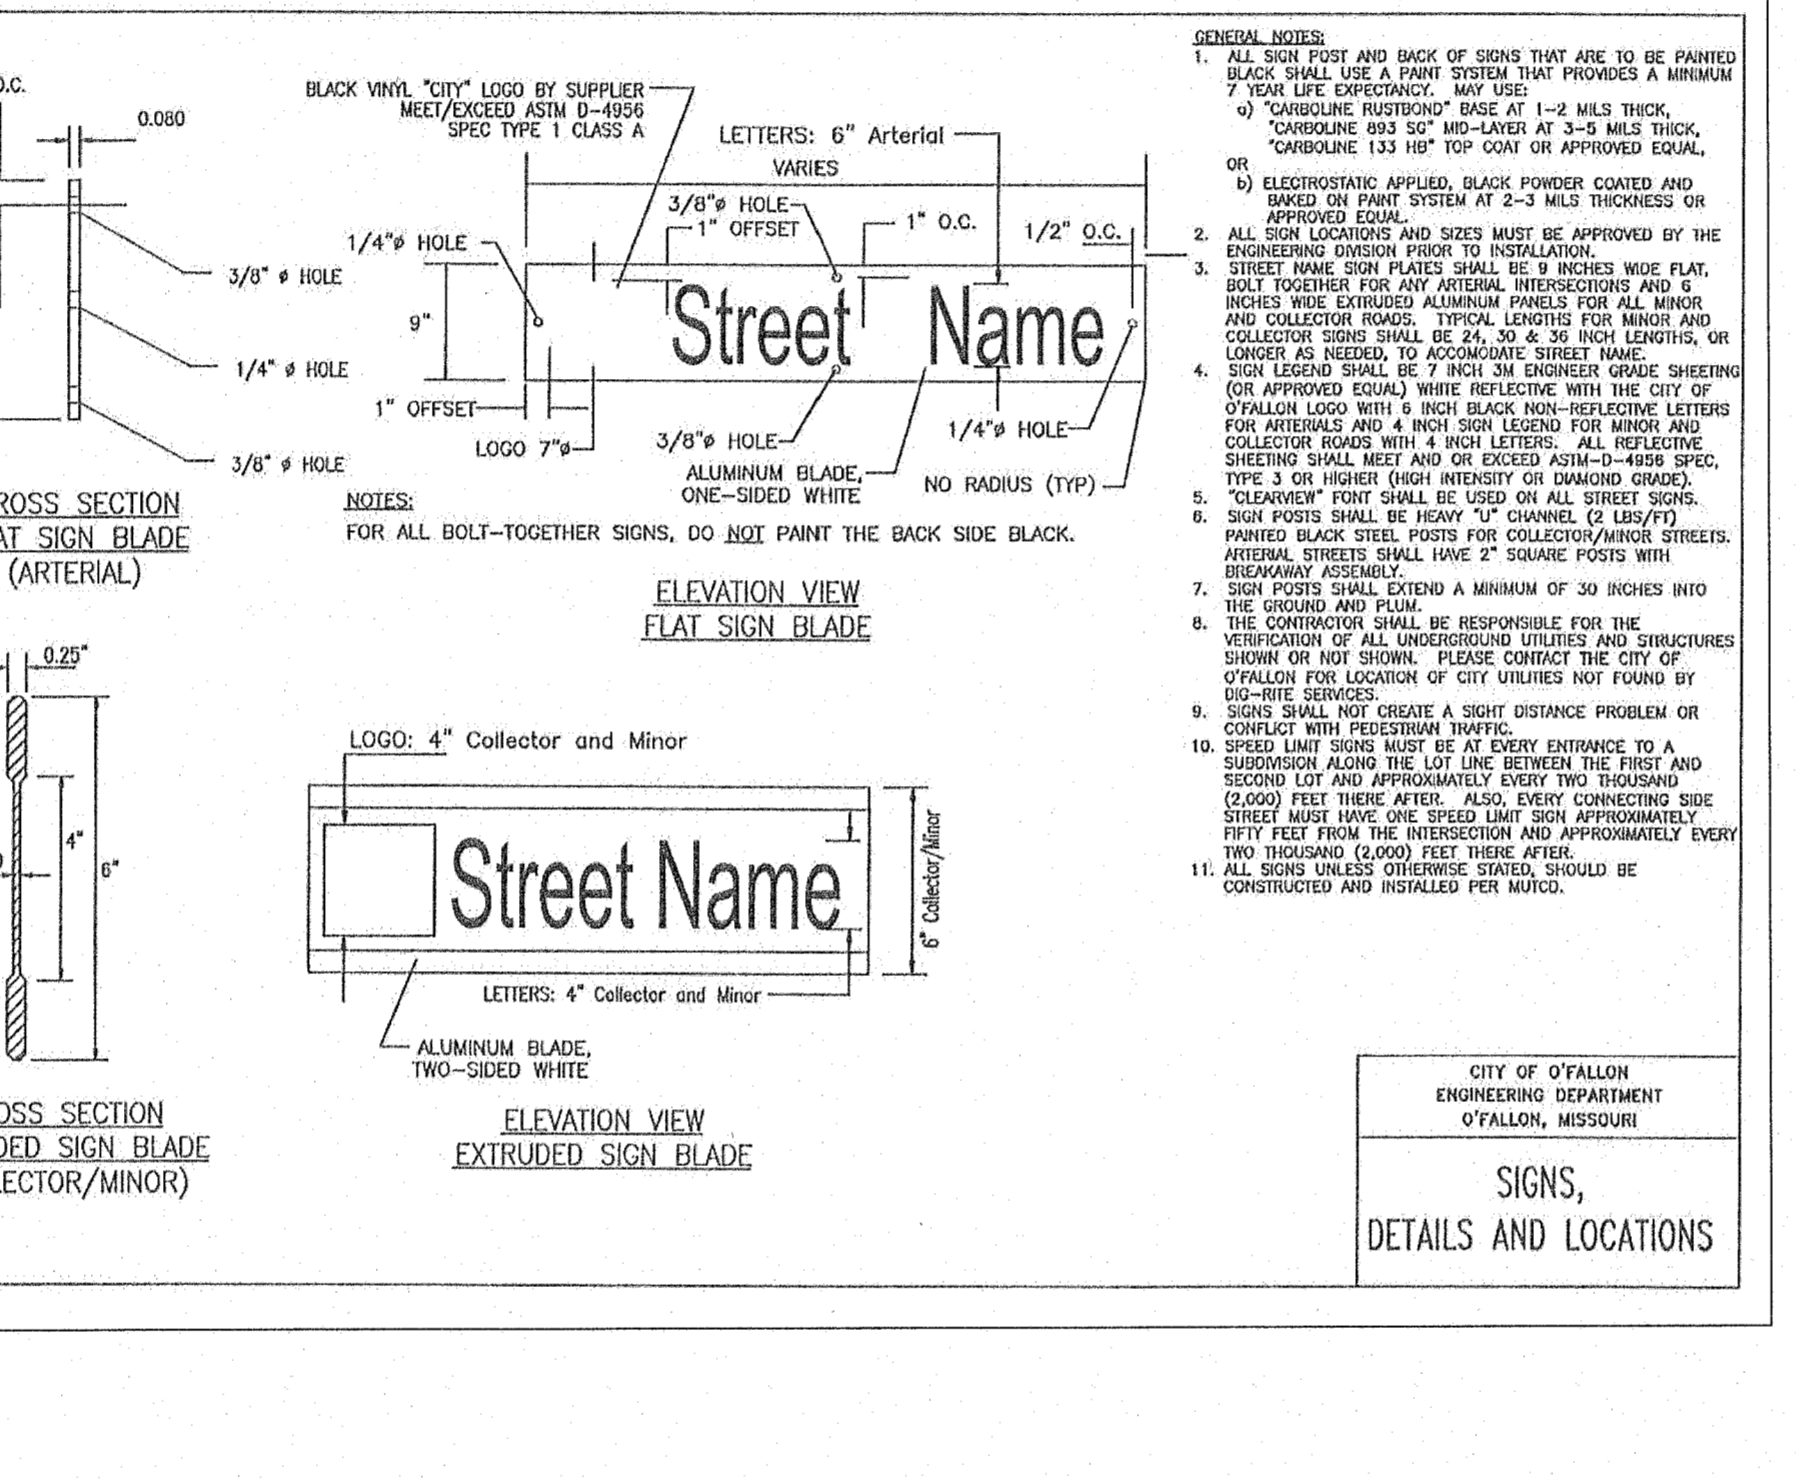 O.C.
0.080
3/8" ø HOLE
1/4" ø HOLE
3/8" ø HOLE
ROSS SECTION
AT SIGN BLADE
(ARTERIAL)
BLACK VINYL "CITY" LOGO BY SUPPLIER
MEET/EXCEED ASTM D-4956
SPEC TYPE 1 CLASS A
LETTERS: 6" Arterial
VARIES
3/8"ø HOLE
1" OFFSET
1" O.C.
1/2" O.C.
1/4"ø HOLE
9"
Street Name
1" OFFSET
LOGO 7"ø
3/8"ø HOLE
1/4"ø HOLE
ALUMINUM BLADE,
ONE-SIDED WHITE
NO RADIUS (TYP)
NOTES:
FOR ALL BOLT-TOGETHER SIGNS, DO NOT PAINT THE BACK SIDE BLACK.
ELEVATION VIEW
FLAT SIGN BLADE
0.25"
4"
6"
OSS SECTION
DED SIGN BLADE
LECTOR/MINOR)
LOGO: 4" Collector and Minor
Street Name
6" Collector/Minor
LETTERS: 4" Collector and Minor
ALUMINUM BLADE,
TWO-SIDED WHITE
ELEVATION VIEW
EXTRUDED SIGN BLADE
GENERAL NOTES:
1. ALL SIGN POST AND BACK OF SIGNS THAT ARE TO BE PAINTED
BLACK SHALL USE A PAINT SYSTEM THAT PROVIDES A MINIMUM
7 YEAR LIFE EXPECTANCY. MAY USE:
a) "CARBOLINE RUSTBOND" BASE AT 1-2 MILS THICK,
"CARBOLINE 893 SG" MID-LAYER AT 3-5 MILS THICK,
"CARBOLINE 133 HB" TOP COAT OR APPROVED EQUAL,
OR
b) ELECTROSTATIC APPLIED, BLACK POWDER COATED AND
BAKED ON PAINT SYSTEM AT 2-3 MILS THICKNESS OR
APPROVED EQUAL.
2. ALL SIGN LOCATIONS AND SIZES MUST BE APPROVED BY THE
ENGINEERING DIVISION PRIOR TO INSTALLATION.
3. STREET NAME SIGN PLATES SHALL BE 9 INCHES WIDE FLAT,
BOLT TOGETHER FOR ANY ARTERIAL INTERSECTIONS AND 6
INCHES WIDE EXTRUDED ALUMINUM PANELS FOR ALL MINOR
AND COLLECTOR ROADS. TYPICAL LENGTHS FOR MINOR AND
COLLECTOR SIGNS SHALL BE 24, 30 & 36 INCH LENGTHS, OR
LONGER AS NEEDED, TO ACCOMODATE STREET NAME.
4. SIGN LEGEND SHALL BE 7 INCH 3M ENGINEER GRADE SHEETING
(OR APPROVED EQUAL) WHITE REFLECTIVE WITH THE CITY OF
O'FALLON LOGO WITH 6 INCH BLACK NON-REFLECTIVE LETTERS
FOR ARTERIALS AND 4 INCH SIGN LEGEND FOR MINOR AND
COLLECTOR ROADS WITH 4 INCH LETTERS. ALL REFLECTIVE
SHEETING SHALL MEET AND OR EXCEED ASTM-D-4956 SPEC,
TYPE 3 OR HIGHER (HIGH INTENSITY OR DIAMOND GRADE).
5. "CLEARVIEW" FONT SHALL BE USED ON ALL STREET SIGNS.
6. SIGN POSTS SHALL BE HEAVY "U" CHANNEL (2 LBS/FT)
PAINTED BLACK STEEL POSTS FOR COLLECTOR/MINOR STREETS.
ARTERIAL STREETS SHALL HAVE 2" SQUARE POSTS WITH
BREAKAWAY ASSEMBLY.
7. SIGN POSTS SHALL EXTEND A MINIMUM OF 30 INCHES INTO
THE GROUND AND PLUM.
8. THE CONTRACTOR SHALL BE RESPONSIBLE FOR THE
VERIFICATION OF ALL UNDERGROUND UTILITIES AND STRUCTURES
SHOWN OR NOT SHOWN. PLEASE CONTACT THE CITY OF
O'FALLON FOR LOCATION OF CITY UTILITIES NOT FOUND BY
DIG-RITE SERVICES.
9. SIGNS SHALL NOT CREATE A SIGHT DISTANCE PROBLEM OR
CONFLICT WITH PEDESTRIAN TRAFFIC.
10. SPEED LIMIT SIGNS MUST BE AT EVERY ENTRANCE TO A
SUBDIVISION ALONG THE LOT LINE BETWEEN THE FIRST AND
SECOND LOT AND APPROXIMATELY EVERY TWO THOUSAND
(2,000) FEET THERE AFTER. ALSO, EVERY CONNECTING SIDE
STREET MUST HAVE ONE SPEED LIMIT SIGN APPROXIMATELY
FIFTY FEET FROM THE INTERSECTION AND APPROXIMATELY EVERY
TWO THOUSAND (2,000) FEET THERE AFTER.
11. ALL SIGNS UNLESS OTHERWISE STATED, SHOULD BE
CONSTRUCTED AND INSTALLED PER MUTCD.
CITY OF O'FALLON
ENGINEERING DEPARTMENT
O'FALLON, MISSOURI
SIGNS,
DETAILS AND LOCATIONS